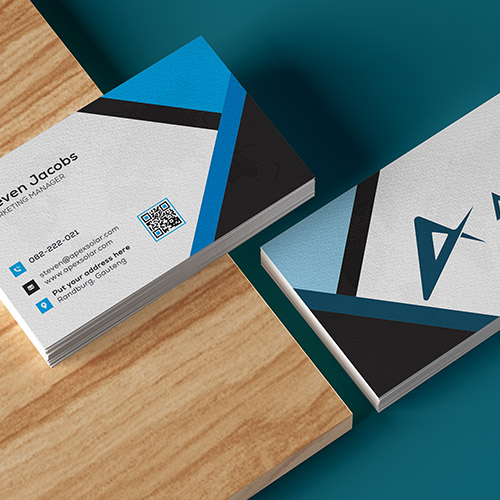 even Jacobs
RKETING MANAGER
082-222-021
steven@apexsolar.com
www.apexsolar.com
Put your address here
Randburg, Gauteng